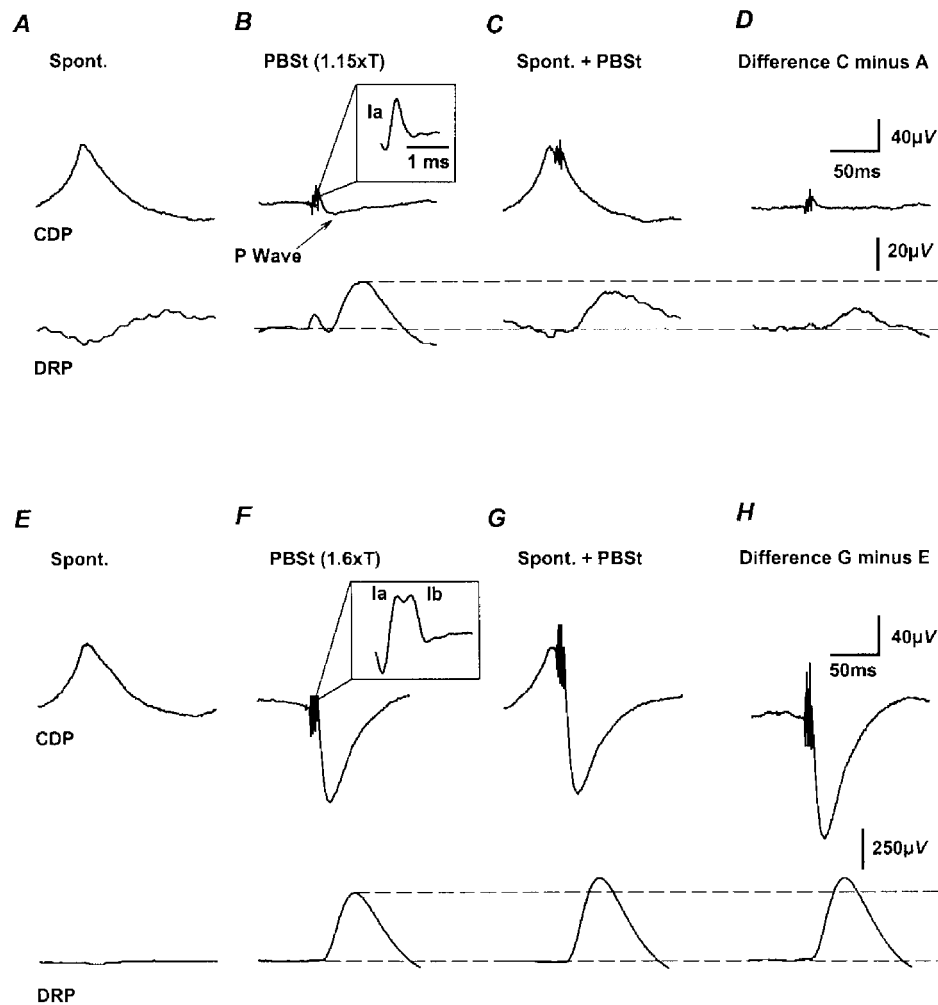 A
B
C
D
Spont.
PBSt (1.15xT)
Spont. + PBSt
Difference C minus A
Ia
1 ms
40µV
50ms
CDP
P Wave
20µV
DRP
E
F
G
H
Spont.
PBSt (1.6xT)
Spont. + PBSt
Difference G minus E
Ia Ib
40µV
50ms
CDP
250µV
DRP